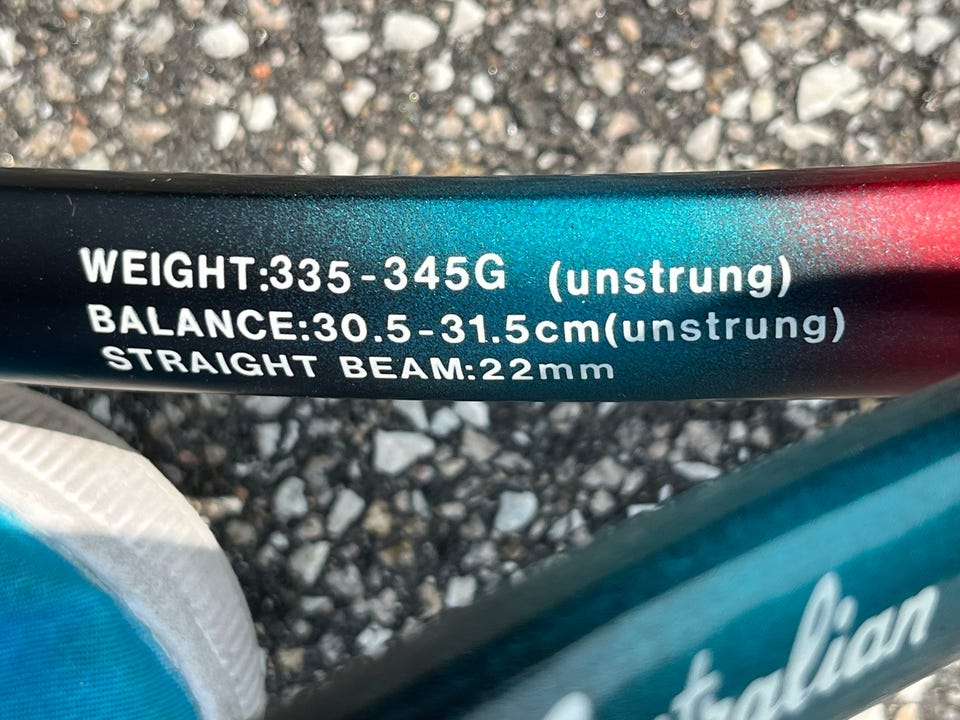 WEIGHT:335-345G (unstrung)
BALANCE:30.5-31.5cm(unstrung)
STRAIGHT BEAM:22mm